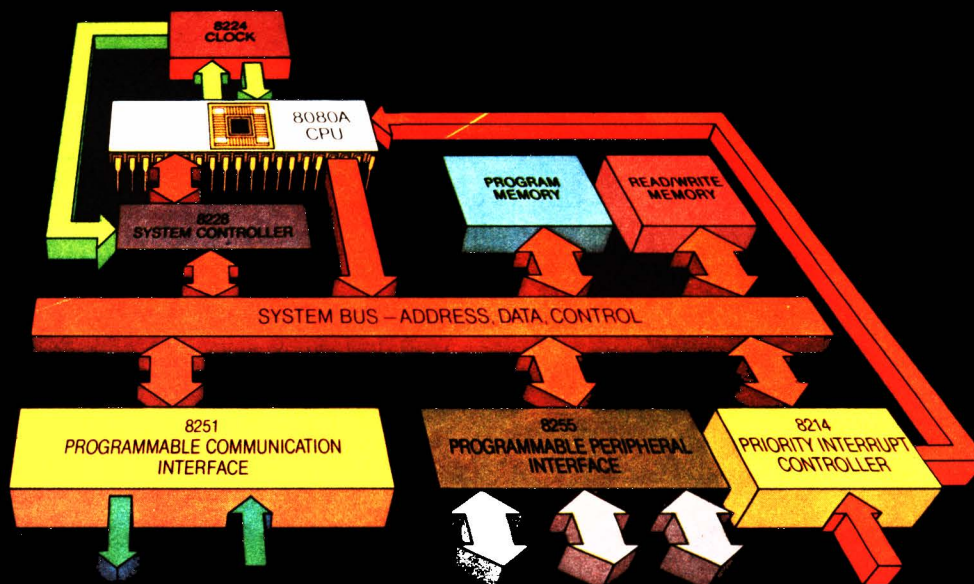 8224
CLOCK
8080A
CPU
PROGRAM
MEMORY
READ/WRITE
MEMORY
8228
SYSTEM CONTROLLER
SYSTEM BUS – ADDRESS, DATA, CONTROL
8251
PROGRAMMABLE COMMUNICATION
INTERFACE
8255
PROGRAMMABLE PERIPHERAL
INTERFACE
8214
PRIORITY INTERRUPT
CONTROLLER